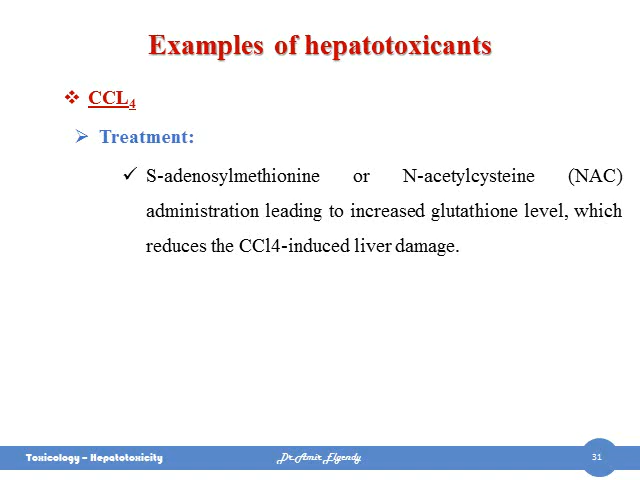 Examples of hepatotoxicants
❖ CCL4
➢ Treatment:
✓ S-adenosylmethionine or N-acetylcysteine (NAC)
administration leading to increased glutathione level, which
reduces the CCl4-induced liver damage.
Toxicology – Hepatotoxicity Dr.Amir Elgendy 31